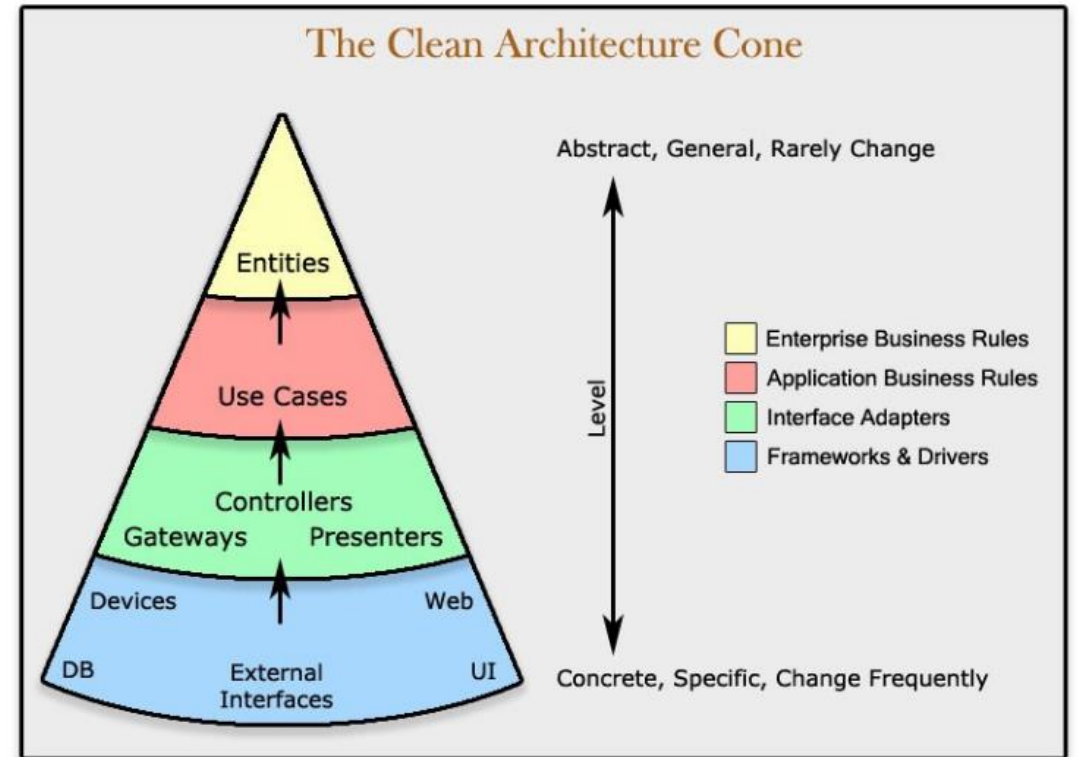 The Clean Architecture Cone
Abstract, General, Rarely Change
Entities
Enterprise Business Rules
Application Business Rules
Interface Adapters
Frameworks & Drivers
Level
Use Cases
Controllers
Gateways Presenters
Devices Web
DB
External
Interfaces
UI
Concrete, Specific, Change Frequently